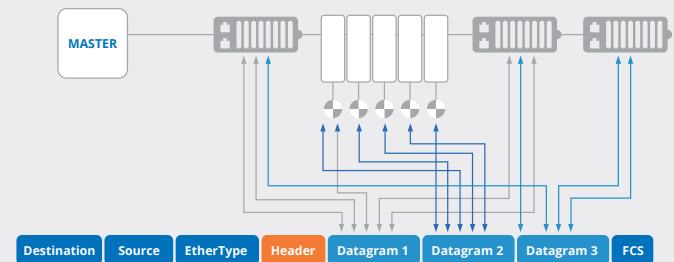 MASTER
Destination
Source
EtherType
Header
Datagram 1
Datagram 2
Datagram 3
FCS